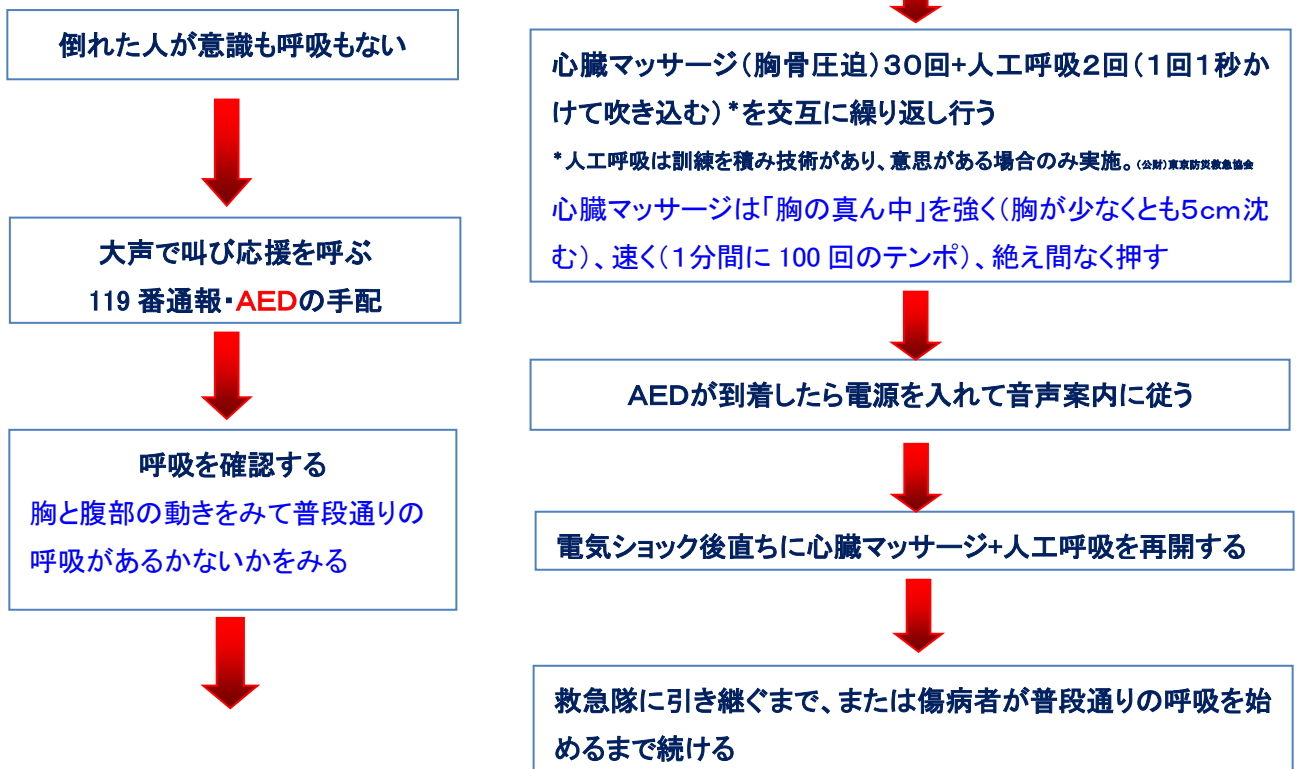 倒れた人が意識も呼吸もない
大声で叫び応援を呼ぶ
119 番通報・AEDの手配
呼吸を確認する
胸と腹部の動きをみて普段通りの
呼吸があるかないかをみる
心臓マッサージ(胸骨圧迫)30回+人工呼吸2回(1回1秒か
けて吹き込む)*を交互に繰り返し行う
*人工呼吸は訓練を積み技術があり、意思がある場合のみ実施。(公財)東京防災救急協会
心臓マッサージは「胸の真ん中」を強く(胸が少なくとも5cm沈
む)、速く(1分間に 100 回のテンポ)、絶え間なく押す
AEDが到着したら電源を入れて音声案内に従う
電気ショック後直ちに心臓マッサージ+人工呼吸を再開する
救急隊に引き継ぐまで、または傷病者が普段通りの呼吸を始
めるまで続ける